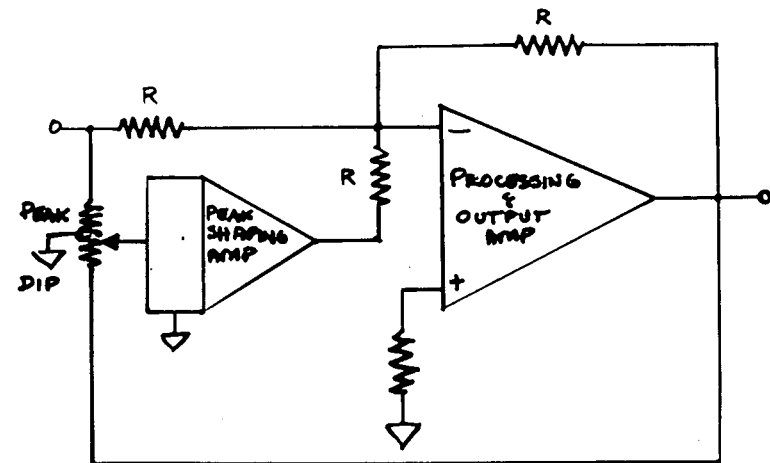 R
R
R
PEAK
DIP
PEAK
SHAPING
AMP
PROCESSING
&
OUTPUT
AMP
−
+